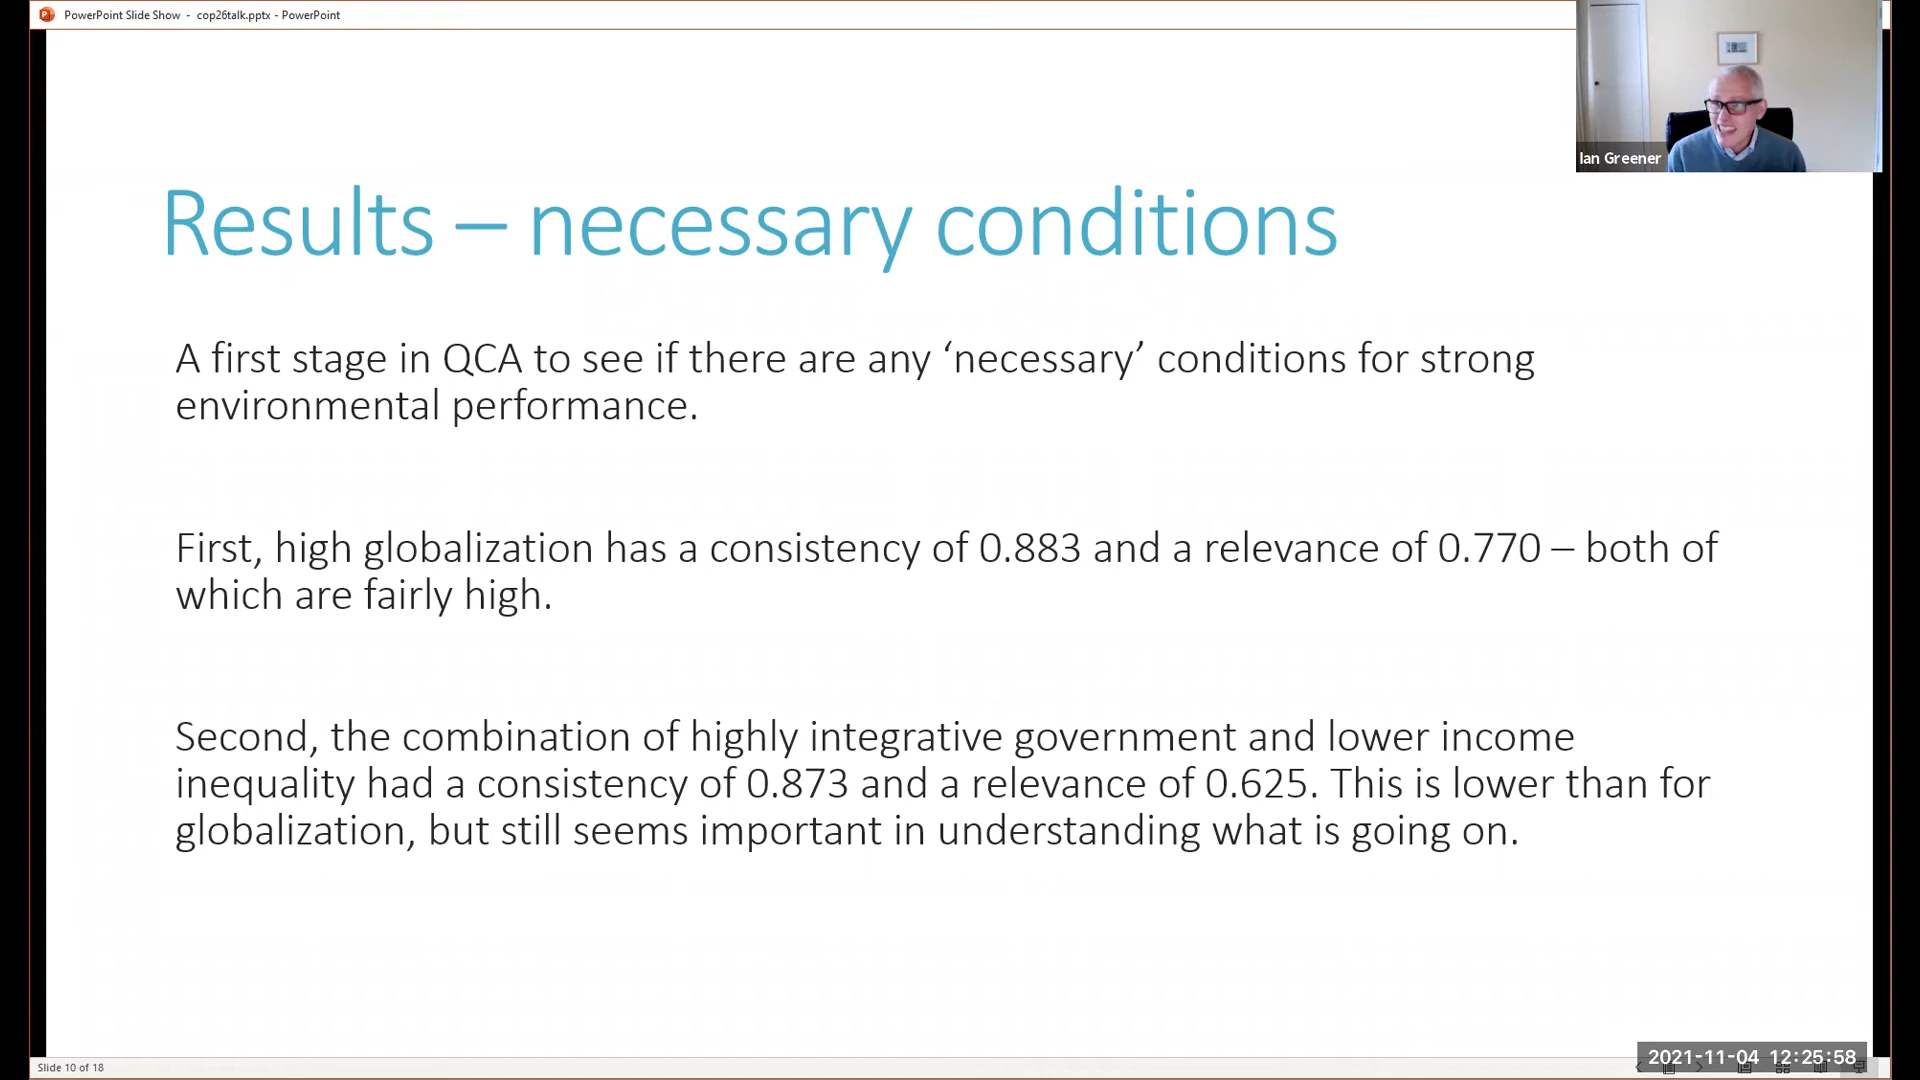 PowerPoint Slide Show - cop26talk.pptx - PowerPoint
Ian Greener
Results – necessary conditions
A first stage in QCA to see if there are any ‘necessary’ conditions for strong
environmental performance.
First, high globalization has a consistency of 0.883 and a relevance of 0.770 – both of
which are fairly high.
Second, the combination of highly integrative government and lower income
inequality had a consistency of 0.873 and a relevance of 0.625. This is lower than for
globalization, but still seems important in understanding what is going on.
Slide 10 of 18
2021-11-04 12:25:58